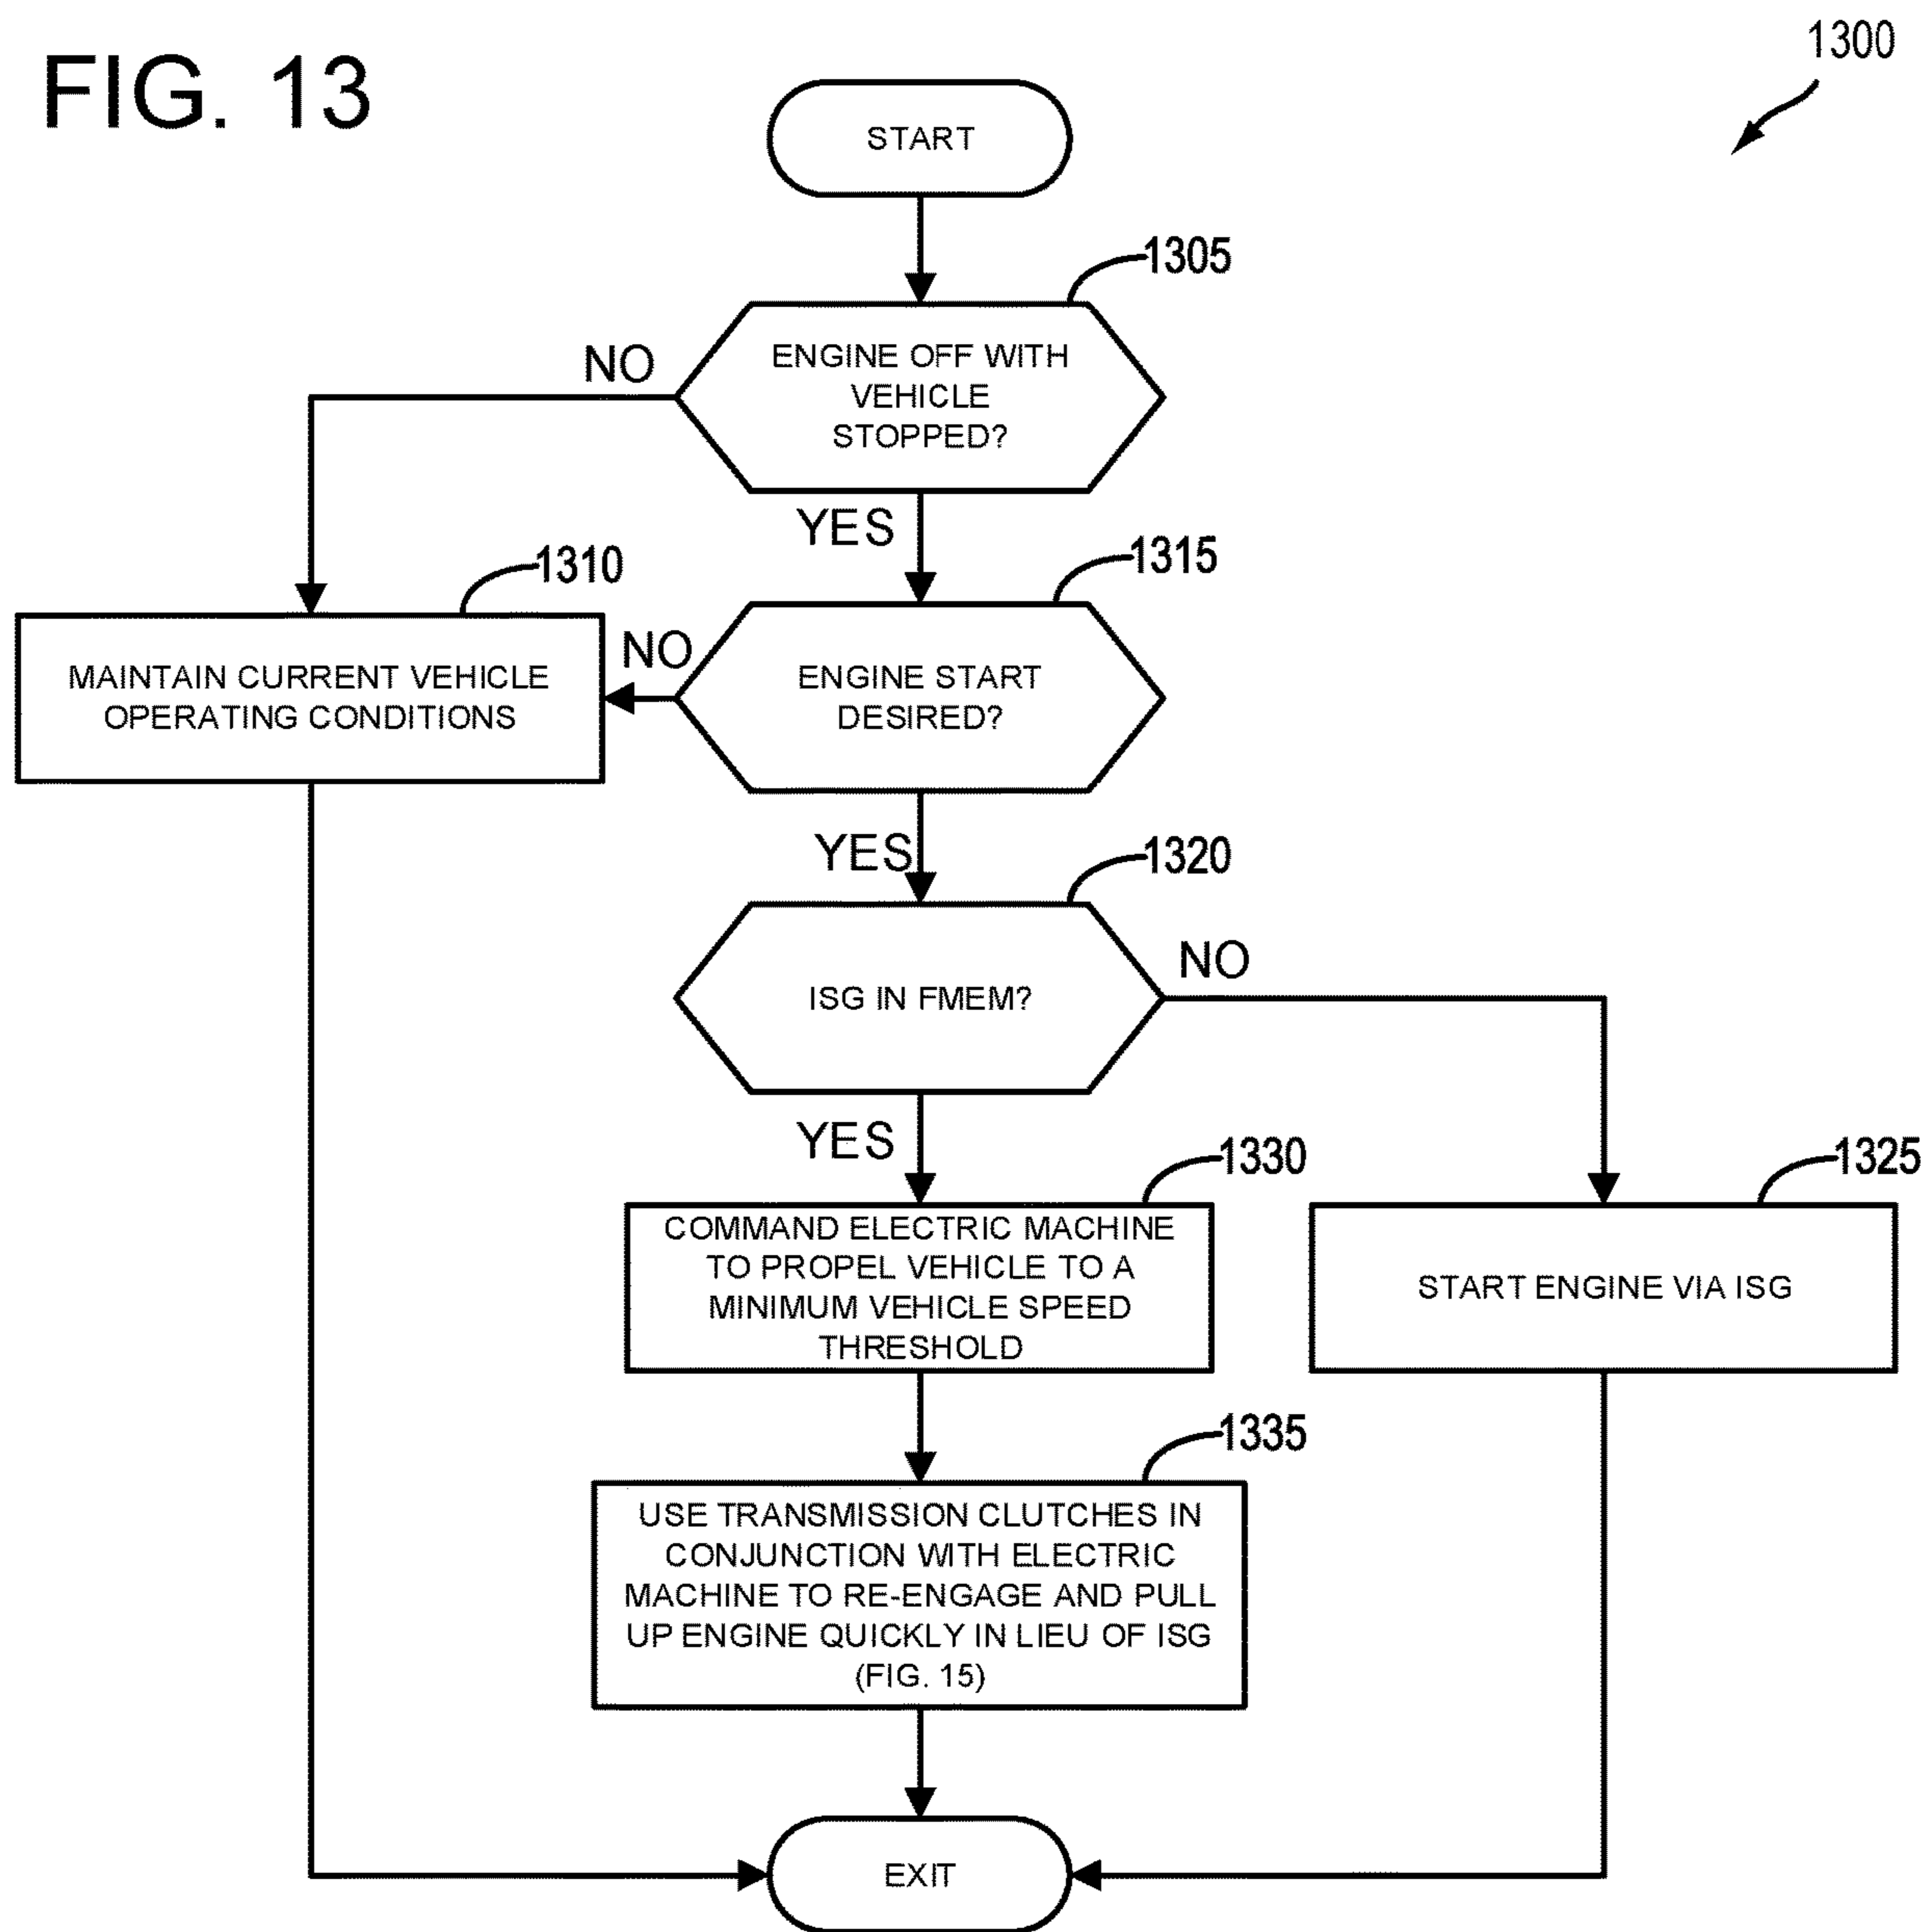 FIG. 13
1300
START
1305
ENGINE OFF WITH
VEHICLE
STOPPED?
NO
YES
1310
MAINTAIN CURRENT VEHICLE
OPERATING CONDITIONS
1315
NO
ENGINE START
DESIRED?
YES
1320
ISG IN FMEM?
NO
YES
1330
COMMAND ELECTRIC MACHINE
TO PROPEL VEHICLE TO A
MINIMUM VEHICLE SPEED
THRESHOLD
1325
START ENGINE VIA ISG
1335
USE TRANSMISSION CLUTCHES IN
CONJUNCTION WITH ELECTRIC
MACHINE TO RE-ENGAGE AND PULL
UP ENGINE QUICKLY IN LIEU OF ISG
(FIG. 15)
EXIT